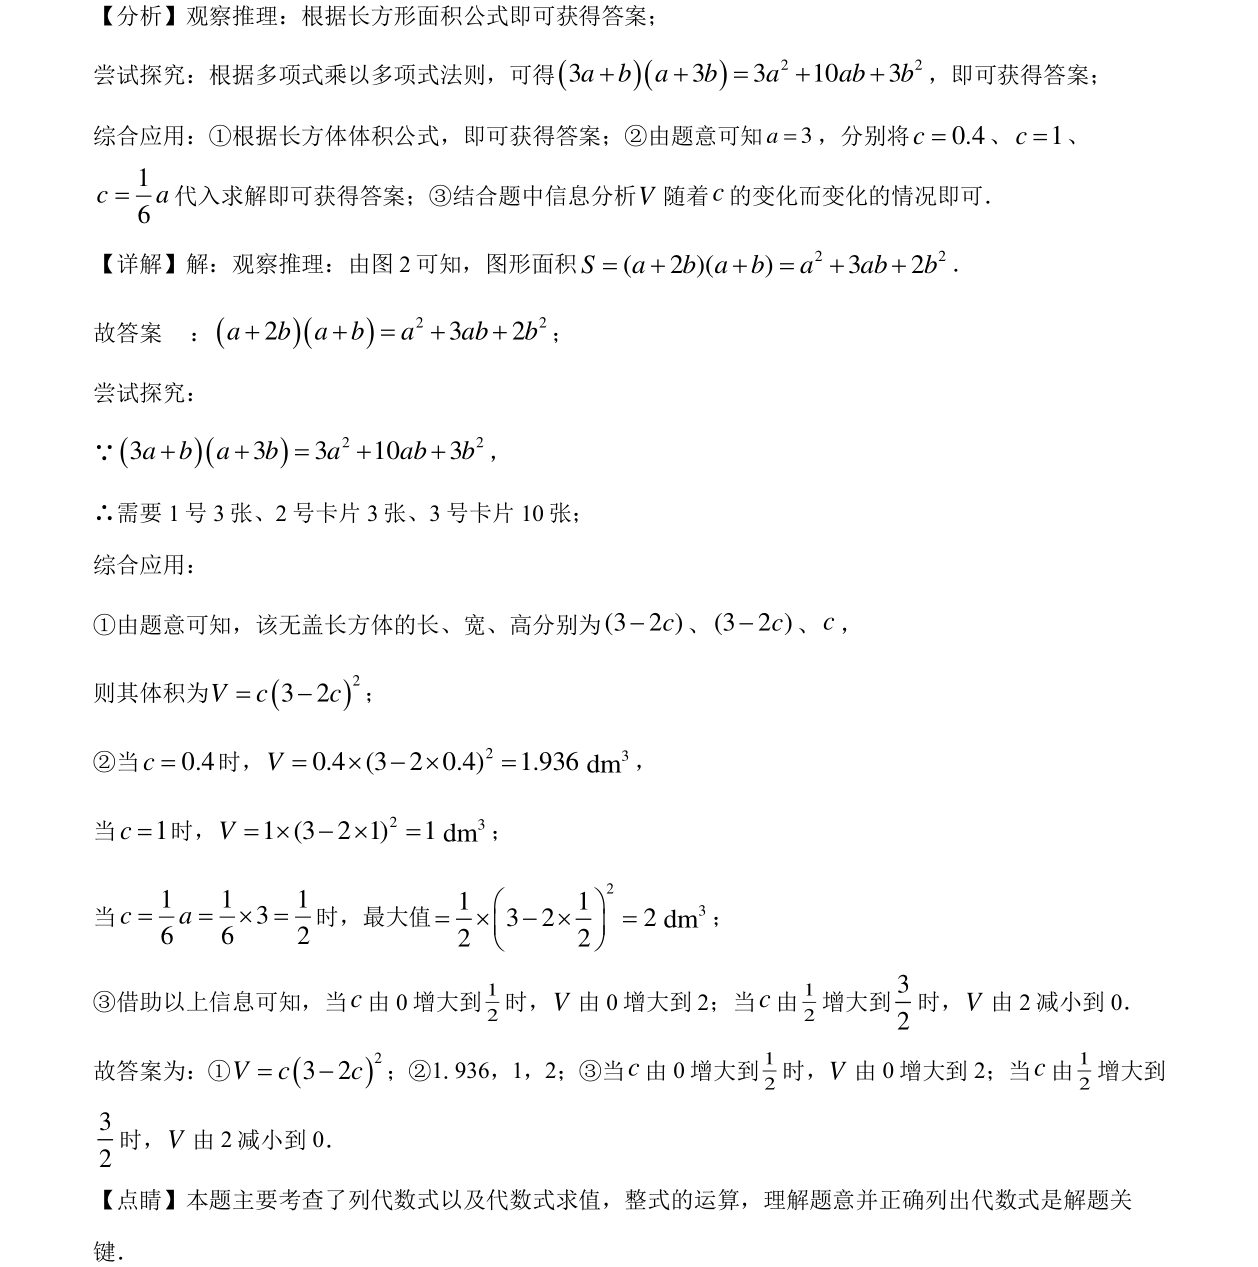 【分析】观察推理：根据长方形面积公式即可获得答案；
尝试探究：根据多项式乘以多项式法则，可得(3a+b)(a+3b)=3a²+10ab+3b²，即可获得答案；
综合应用：①根据长方体体积公式，即可获得答案；②由题意可知a=3，分别将c=0.4、c=1、
c=1/6a代入求解即可获得答案；③结合题中信息分析V随着c的变化而变化的情况即可．
【详解】解：观察推理：由图2可知，图形面积S=(a+2b)(a+b)=a²+3ab+2b²．
故答案 ：(a+2b)(a+b)=a²+3ab+2b²；
尝试探究：
∵(3a+b)(a+3b)=3a²+10ab+3b²，
∴需要1号3张、2号卡片3张、3号卡片10张；
综合应用：
①由题意可知，该无盖长方体的长、宽、高分别为(3−2c)、(3−2c)、c，
则其体积为V=c(3−2c)²；
②当c=0.4时，V=0.4×(3−2×0.4)²=1.936 dm³，
当c=1时，V=1×(3−2×1)²=1 dm³；
当c=1/6a=1/6×3=1/2时，最大值=1/2×(3−2×1/2)²=2 dm³；
③借助以上信息可知，当c由0增大到1/2时，V由0增大到2；当c由1/2增大到3/2时，V由2减小到0．
故答案为：①V=c(3−2c)²；②1.936，1，2；③当c由0增大到1/2时，V由0增大到2；当c由1/2增大到
3/2时，V由2减小到0．
【点睛】本题主要考查了列代数式以及代数式求值，整式的运算，理解题意并正确列出代数式是解题关
键．